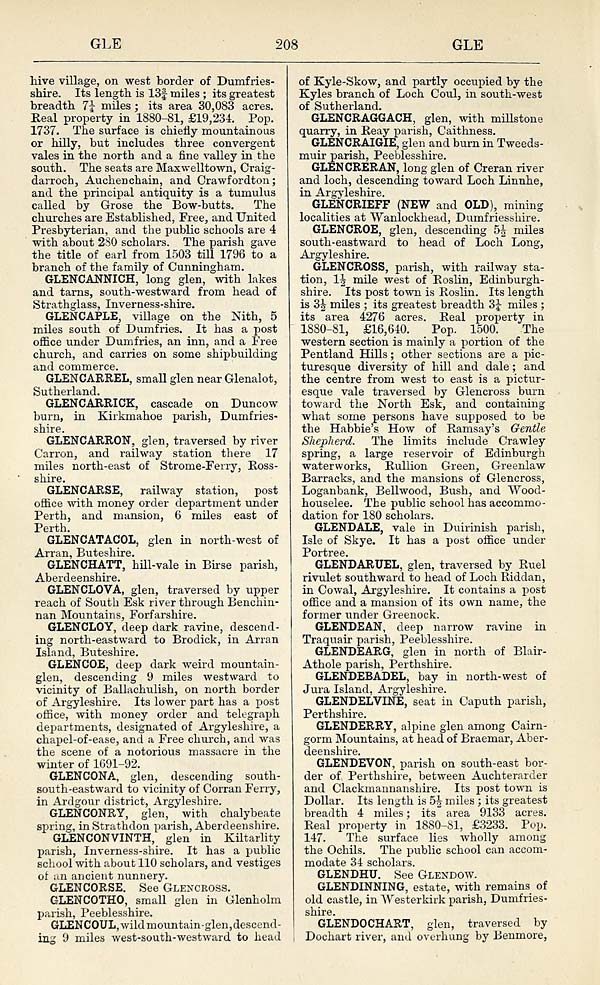 GLE 208 GLE
hive village, on west border of Dumfries-
shire. Its length is 13¾ miles; its greatest
breadth 7¼ miles; its area 30,083 acres.
Real property in 1880-81, £19,234. Pop.
1737. The surface is chiefly mountainous
or hilly, but includes three convergent
vales in the north and a fine valley in the
south. The seats are Maxwelltown, Craig-
darroch, Auchenchain, and Crawfordton;
and the principal antiquity is a tumulus
called by Grose the Bow-butts. The
churches are Established, Free, and United
Presbyterian, and the public schools are 4
with about 280 scholars. The parish gave
the title of earl from 1503 till 1796 to a
branch of the family of Cunningham.
GLENCANNICH, long glen, with lakes
and tarns, south-westward from head of
Strathglass, Inverness-shire.
GLENCAPLE, village on the Nith, 5
miles south of Dumfries. It has a post
office under Dumfries, an inn, and a Free
church, and carries on some shipbuilding
and commerce.
GLENCARREL, small glen near Glenalot,
Sutherland.
GLENCARRICK, cascade on Duncow
burn, in Kirkmahoe parish, Dumfries-
shire.
GLENCARRON, glen, traversed by river
Carron, and railway station there 17
miles north-east of Strome-Ferry, Ross-
shire.
GLENCARSE, railway station, post
office with money order department under
Perth, and mansion, 6 miles east of
Perth.
GLENCATACOL, glen in north-west of
Arran, Buteshire.
GLENCHATT, hill-vale in Birse parish,
Aberdeenshire.
GLENCLOVA, glen, traversed by upper
reach of South Esk river through Benchin-
nan Mountains, Forfarshire.
GLENCLOY, deep dark ravine, descend-
ing north-eastward to Brodick, in Arran
Island, Buteshire.
GLENCOE, deep dark weird mountain-
glen, descending 9 miles westward to
vicinity of Ballachulish, on north border
of Argyleshire. Its lower part has a post
office, with money order and telegraph
departments, designated of Argyleshire, a
chapel-of-ease, and a Free church, and was
the scene of a notorious massacre in the
winter of 1691-92.
GLENCONA, glen, descending south-
south-eastward to vicinity of Corran Ferry,
in Ardgour district, Argyleshire.
GLENCONRY, glen, with chalybeate
spring, in Strathdon parish, Aberdeenshire.
GLENCONVINTH, glen in Kiltarlity
parish, Inverness-shire. It has a public
school with about 110 scholars, and vestiges
of an ancient nunnery.
GLENCORSE. See GLENCROSS.
GLENCOTHO, small glen in Glenholm
parish, Peeblesshire.
GLENCOUL, wild mountain-glen, descend-
ing 9 miles west-south-westward to head
of Kyle-Skow, and partly occupied by the
Kyles branch of Loch Coul, in south-west
of Sutherland.
GLENCRAGGACH, glen, with millstone
quarry, in Reay parish, Caithness.
GLENCRAIGIE, glen and burn in Tweeds-
muir parish, Peeblesshire.
GLENCRERAN, long glen of Creran river
and loch, descending toward Loch Linnhe,
in Argyleshire.
GLENCRIEFF (NEW and OLD), mining
localities at Wanlockhead, Dumfriesshire.
GLENCROE, glen, descending 5½ miles
south-eastward to head of Loch Long,
Argyleshire.
GLENCROSS, parish, with railway sta-
tion, 1½ mile west of Roslin, Edinburgh-
shire. Its post town is Roslin. Its length
is 3½ miles; its greatest breadth 3¼ miles;
its area 4276 acres. Real property in
1880-81, £16,640. Pop. 1500. The
western section is mainly a portion of the
Pentland Hills; other sections are a pic-
turesque diversity of hill and dale; and
the centre from west to east is a pictur-
esque vale traversed by Glencross burn
toward the North Esk, and containing
what some persons have supposed to be
the Habbie's How of Ramsay's Gentle
Shepherd. The limits include Crawley
spring, a large reservoir of Edinburgh
waterworks, Rullion Green, Greenlaw
Barracks, and the mansions of Glencross,
Loganbank, Bellwood, Bush, and Wood-
houselee. The public school has accommo-
dation for 180 scholars.
GLENDALE, vale in Duirinish parish,
Isle of Skye. It has a post office under
Portree.
GLENDARUEL, glen, traversed by Ruel
rivulet southward to head of Loch Riddan,
in Cowal, Argyleshire. It contains a post
office and a mansion of its own name, the
former under Greenock.
GLENDEAN, deep narrow ravine in
Traquair parish, Peeblesshire.
GLENDEARG, glen in north of Blair-
Athole parish, Perthshire.
GLENDEBADEL, bay in north-west of
Jura Island, Argyleshire.
GLENDELVINE, seat in Caputh parish,
Perthshire.
GLENDERRY, alpine glen among Cairn-
gorm Mountains, at head of Braemar, Aber-
deenshire.
GLENDEVON, parish on south-east bor-
der of Perthshire, between Auchterarder
and Clackmannanshire. Its post town is
Dollar. Its length is 5½ miles; its greatest
breadth 4 miles; its area 9133 acres.
Real property in 1880-81, £3233. Pop.
147. The surface lies wholly among
the Ochils. The public school can accom-
modate 34 scholars.
GLENDHU. See GLENDOW.
GLENDINNING, estate, with remains of
old castle, in Westerkirk parish, Dumfries-
shire.
GLENDOCHART, glen, traversed by
Dochart river, and overhung by Benmore,